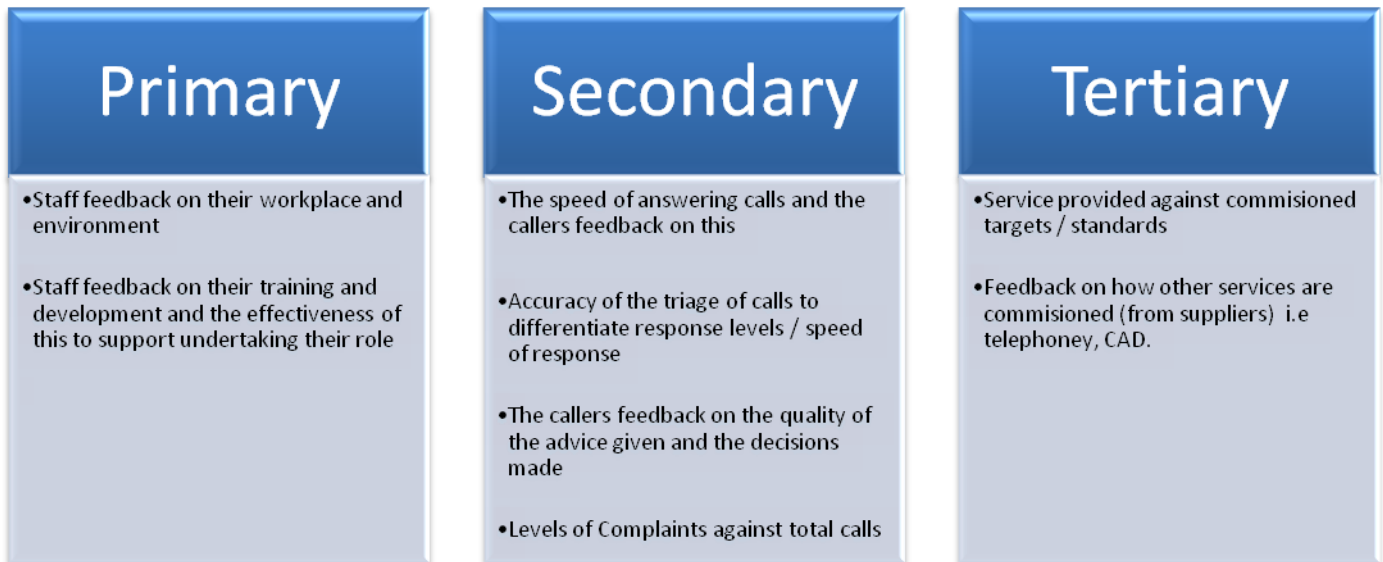 Primary
•Staff feedback on their workplace and
environment
•Staff feedback on their training and
development and the effectiveness of
this to support undertaking their role
Secondary
•The speed of answering calls and the
callers feedback on this
•Accuracy of the triage of calls to
differentiate response levels / speed
of response
•The callers feedback on the quality of
the advice given and the decisions
made
•Levels of Complaints against total calls
Tertiary
•Service provided against commisioned
targets / standards
•Feedback on how other services are
commisioned (from suppliers) i.e
telephoney, CAD.